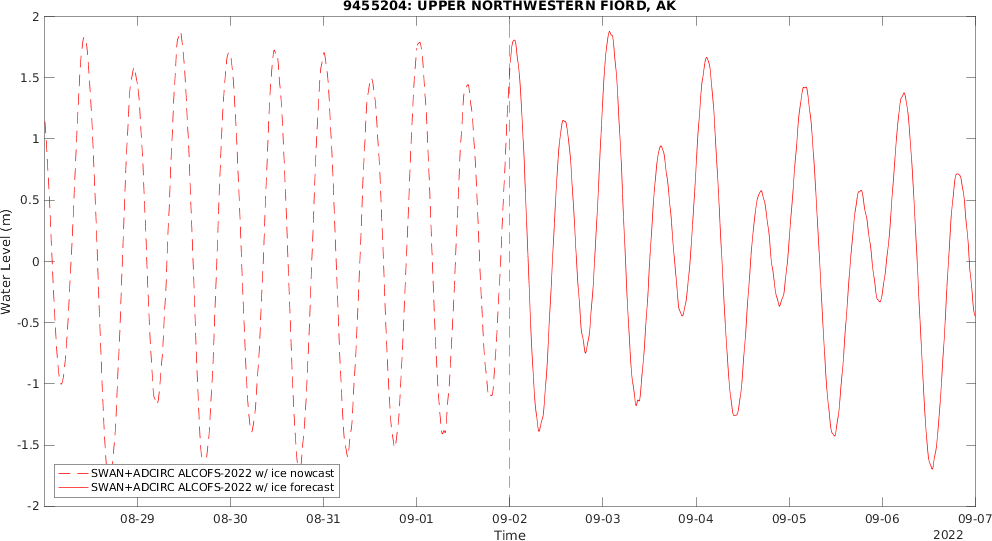 9455204: UPPER NORTHWESTERN FIORD, AK
2
1.5
1
0.5
0
-0.5
-1
-1.5
-2
Water Level (m)
SWAN+ADCIRC ALCOFS-2022 w/ ice nowcast
SWAN+ADCIRC ALCOFS-2022 w/ ice forecast
08-29 08-30 08-31 09-01 09-02 09-03 09-04 09-05 09-06 09-07
Time
2022